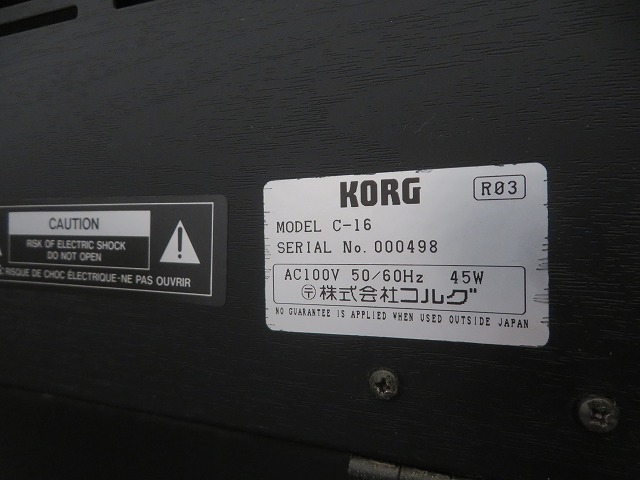 CAUTION
RISK OF ELECTRIC SHOCK
DO NOT OPEN
RISQUE DE CHOC ÉLECTRIQUE-NE PAS OUVRIR
KORG
R03
MODEL C-16
SERIAL No. 000498
AC100V 50/60Hz 45W
〒株式会社コルグ
NO GUARANTEE IS APPLIED WHEN USED OUTSIDE JAPAN